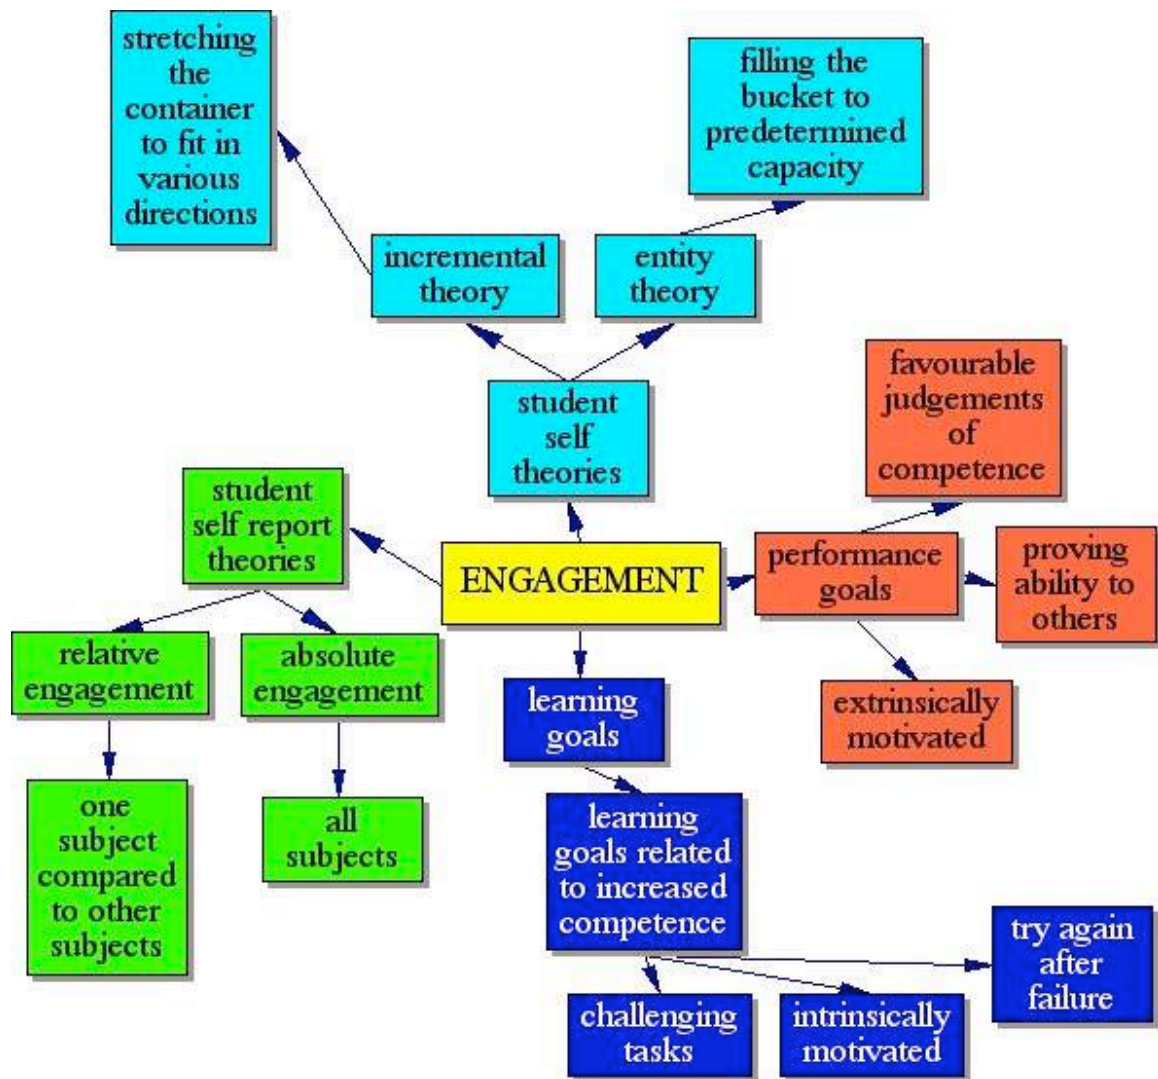 stretching
the
container
to fit in
various
directions
filling the
bucket to
predetermined
capacity
incremental
theory
entity
theory
student
self
theories
favourable
judgements
of
competence
student
self report
theories
ENGAGEMENT
performance
goals
proving
ability to
others
relative
engagement
absolute
engagement
learning
goals
extrinsically
motivated
one
subject
compared
to other
subjects
all
subjects
learning
goals related
to increased
competence
try again
after
failure
challenging
tasks
intrinsically
motivated